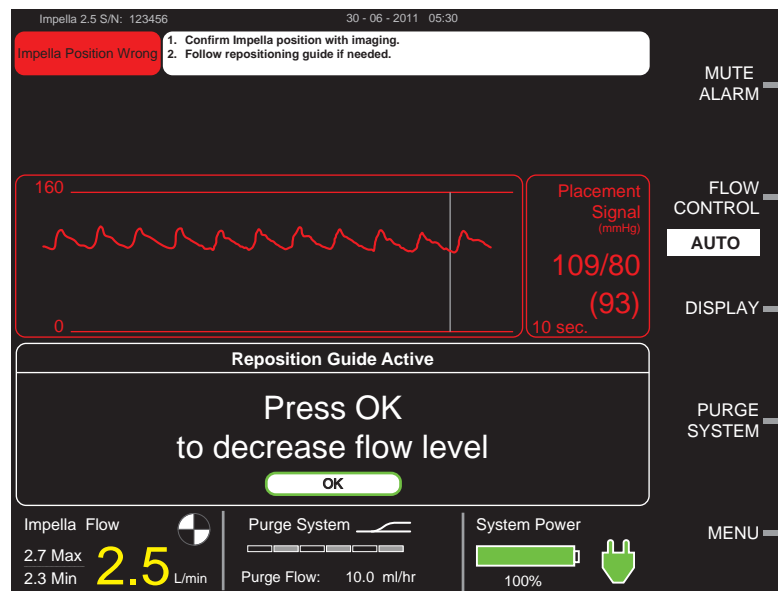 Impella 2.5 S/N: 123456
30 - 06 - 2011 05:30
Impella Position Wrong
1. Confirm Impella position with imaging.
2. Follow repositioning guide if needed.
MUTE
ALARM
160
0
Placement
Signal
(mmHg)
109/80
(93)
10 sec.
FLOW
CONTROL
AUTO
DISPLAY
Reposition Guide Active
Press OK
to decrease flow level
OK
PURGE
SYSTEM
Impella Flow
2.7 Max
2.3 Min
2.5 L/min
Purge System
Purge Flow: 10.0 ml/hr
System Power
100%
MENU